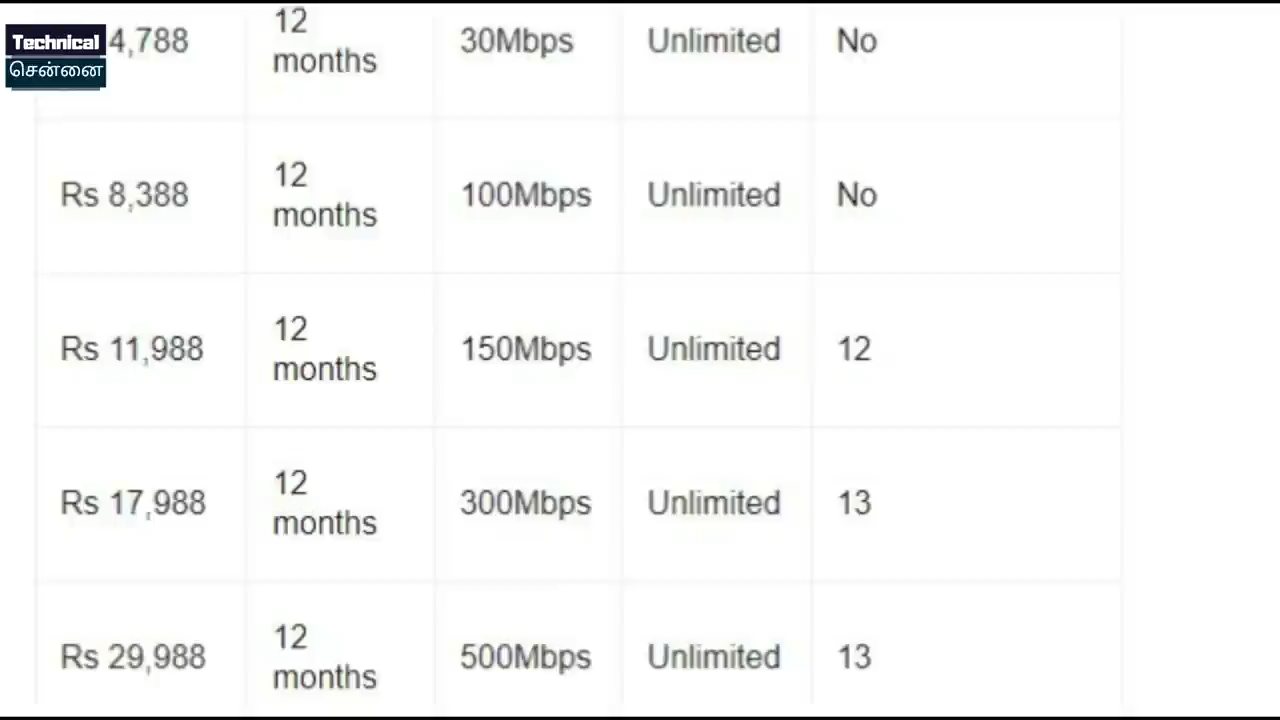 Technical
சென்னை
4,788 12 months 30Mbps Unlimited No
Rs 8,388 12 months 100Mbps Unlimited No
Rs 11,988 12 months 150Mbps Unlimited 12
Rs 17,988 12 months 300Mbps Unlimited 13
Rs 29,988 12 months 500Mbps Unlimited 13